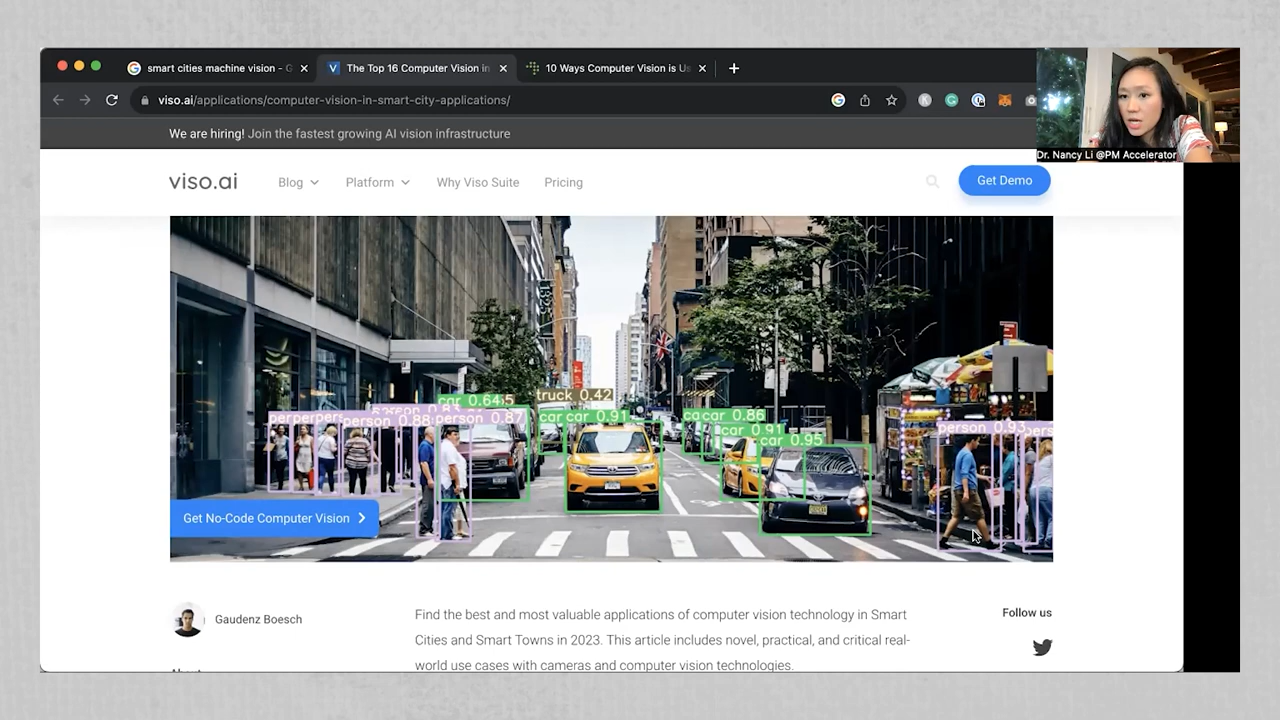 smart cities machine vision - G
The Top 16 Computer Vision in
10 Ways Computer Vision is Us
viso.ai/applications/computer-vision-in-smart-city-applications/
We are hiring! Join the fastest growing AI vision infrastructure
Dr. Nancy Li @PM Accelerator
viso.ai
Blog
Platform
Why Viso Suite
Pricing
Get Demo
car 0.64
truck 0.42
person 0.88
person 0.87
car 0.91
car 0.86
car 0.91
car 0.95
person 0.93
Get No-Code Computer Vision
Gaudenz Boesch
Find the best and most valuable applications of computer vision technology in Smart
Cities and Smart Towns in 2023. This article includes novel, practical, and critical real-
world use cases with cameras and computer vision technologies.
Follow us